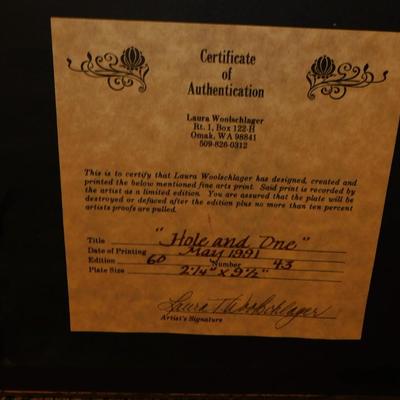 Certificate
of
Authentication
Laura Woolschlager
Rt. 1, Box 122-H
Omak, WA 98841
509-826-0312
This is to certify that Laura Woolschlager has designed, created and
printed the below mentioned fine arts print. Said print is recorded by
the artist as a limited edition. You are assured that the plate will be
destroyed or defaced after the edition plus no more than ten percent
artists proofs are pulled.
Title "Hole and One"
Date of Printing May 1991
Edition 60 Number 43
Plate Size 2 1/4" x 9 1/2"
Laura T Woolschlager
Artist's Signature